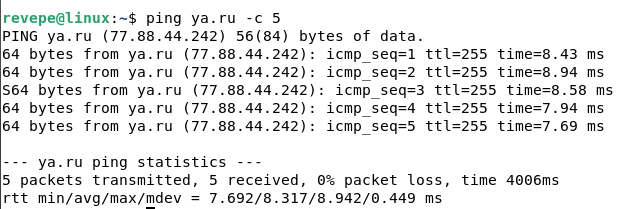 revepe@linux:~$ ping ya.ru -c 5
PING ya.ru (77.88.44.242) 56(84) bytes of data.
64 bytes from ya.ru (77.88.44.242): icmp_seq=1 ttl=255 time=8.43 ms
64 bytes from ya.ru (77.88.44.242): icmp_seq=2 ttl=255 time=8.94 ms
S64 bytes from ya.ru (77.88.44.242): icmp_seq=3 ttl=255 time=8.58 ms
64 bytes from ya.ru (77.88.44.242): icmp_seq=4 ttl=255 time=7.94 ms
64 bytes from ya.ru (77.88.44.242): icmp_seq=5 ttl=255 time=7.69 ms

--- ya.ru ping statistics ---
5 packets transmitted, 5 received, 0% packet loss, time 4006ms
rtt min/avg/max/mdev = 7.692/8.317/8.942/0.449 ms